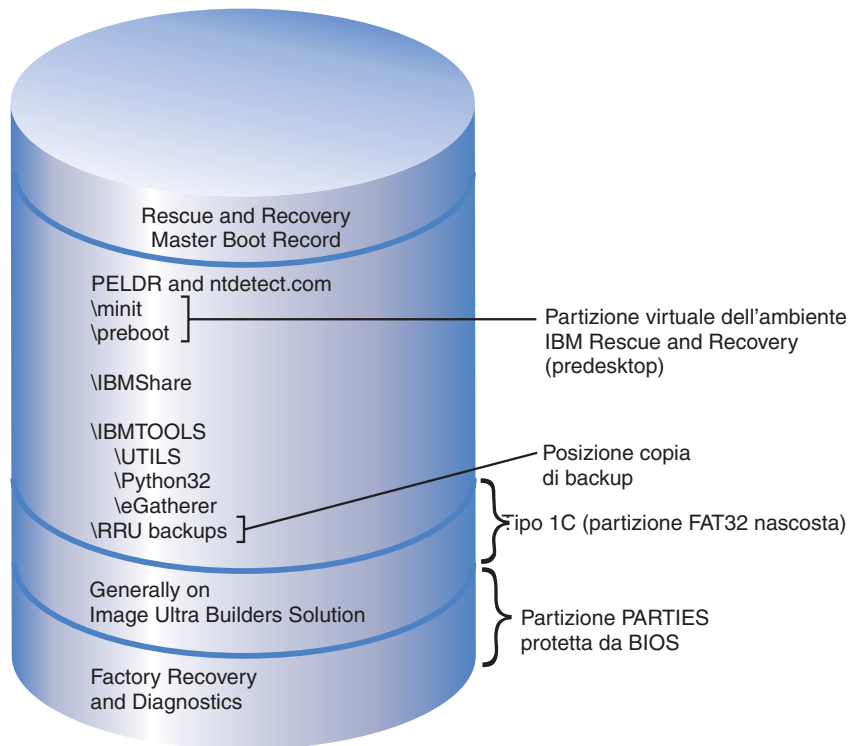 Rescue and Recovery
Master Boot Record
PELDR and ntdetect.com
\minit
\preboot
Partizione virtuale dell'ambiente
IBM Rescue and Recovery
(predesktop)
\IBMShare
\IBMTOOLS
\UTILS
\Python32
\eGatherer
\RRU backups
Posizione copia
di backup
Tipo 1C (partizione FAT32 nascosta)
Generally on
Image Ultra Builders Solution
Partizione PARTIES
protetta da BIOS
Factory Recovery
and Diagnostics